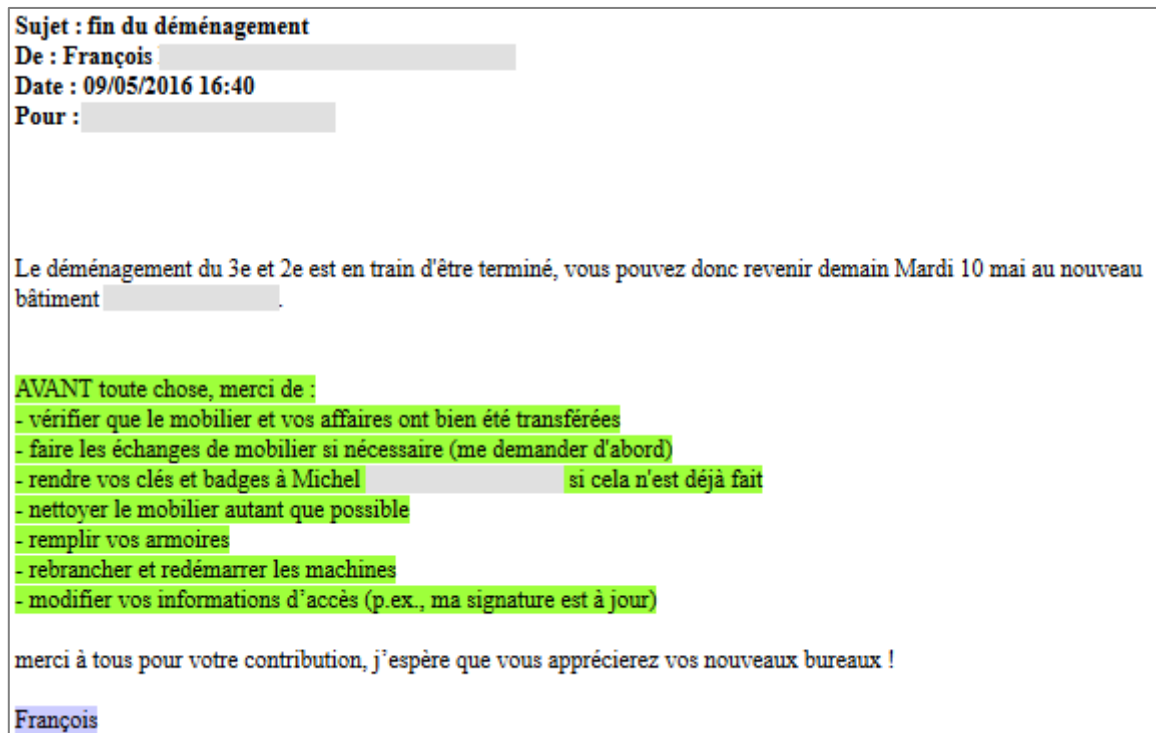 Sujet : fin du déménagement
De : François
Date : 09/05/2016 16:40
Pour :
Le déménagement du 3e et 2e est en train d'être terminé, vous pouvez donc revenir demain Mardi 10 mai au nouveau
bâtiment .
AVANT toute chose, merci de :
- vérifier que le mobilier et vos affaires ont bien été transférées
- faire les échanges de mobilier si nécessaire (me demander d'abord)
- rendre vos clés et badges à Michel si cela n'est déjà fait
- nettoyer le mobilier autant que possible
- remplir vos armoires
- rebrancher et redémarrer les machines
- modifier vos informations d’accès (p.ex., ma signature est à jour)
merci à tous pour votre contribution, j’espère que vous apprécierez vos nouveaux bureaux !
François